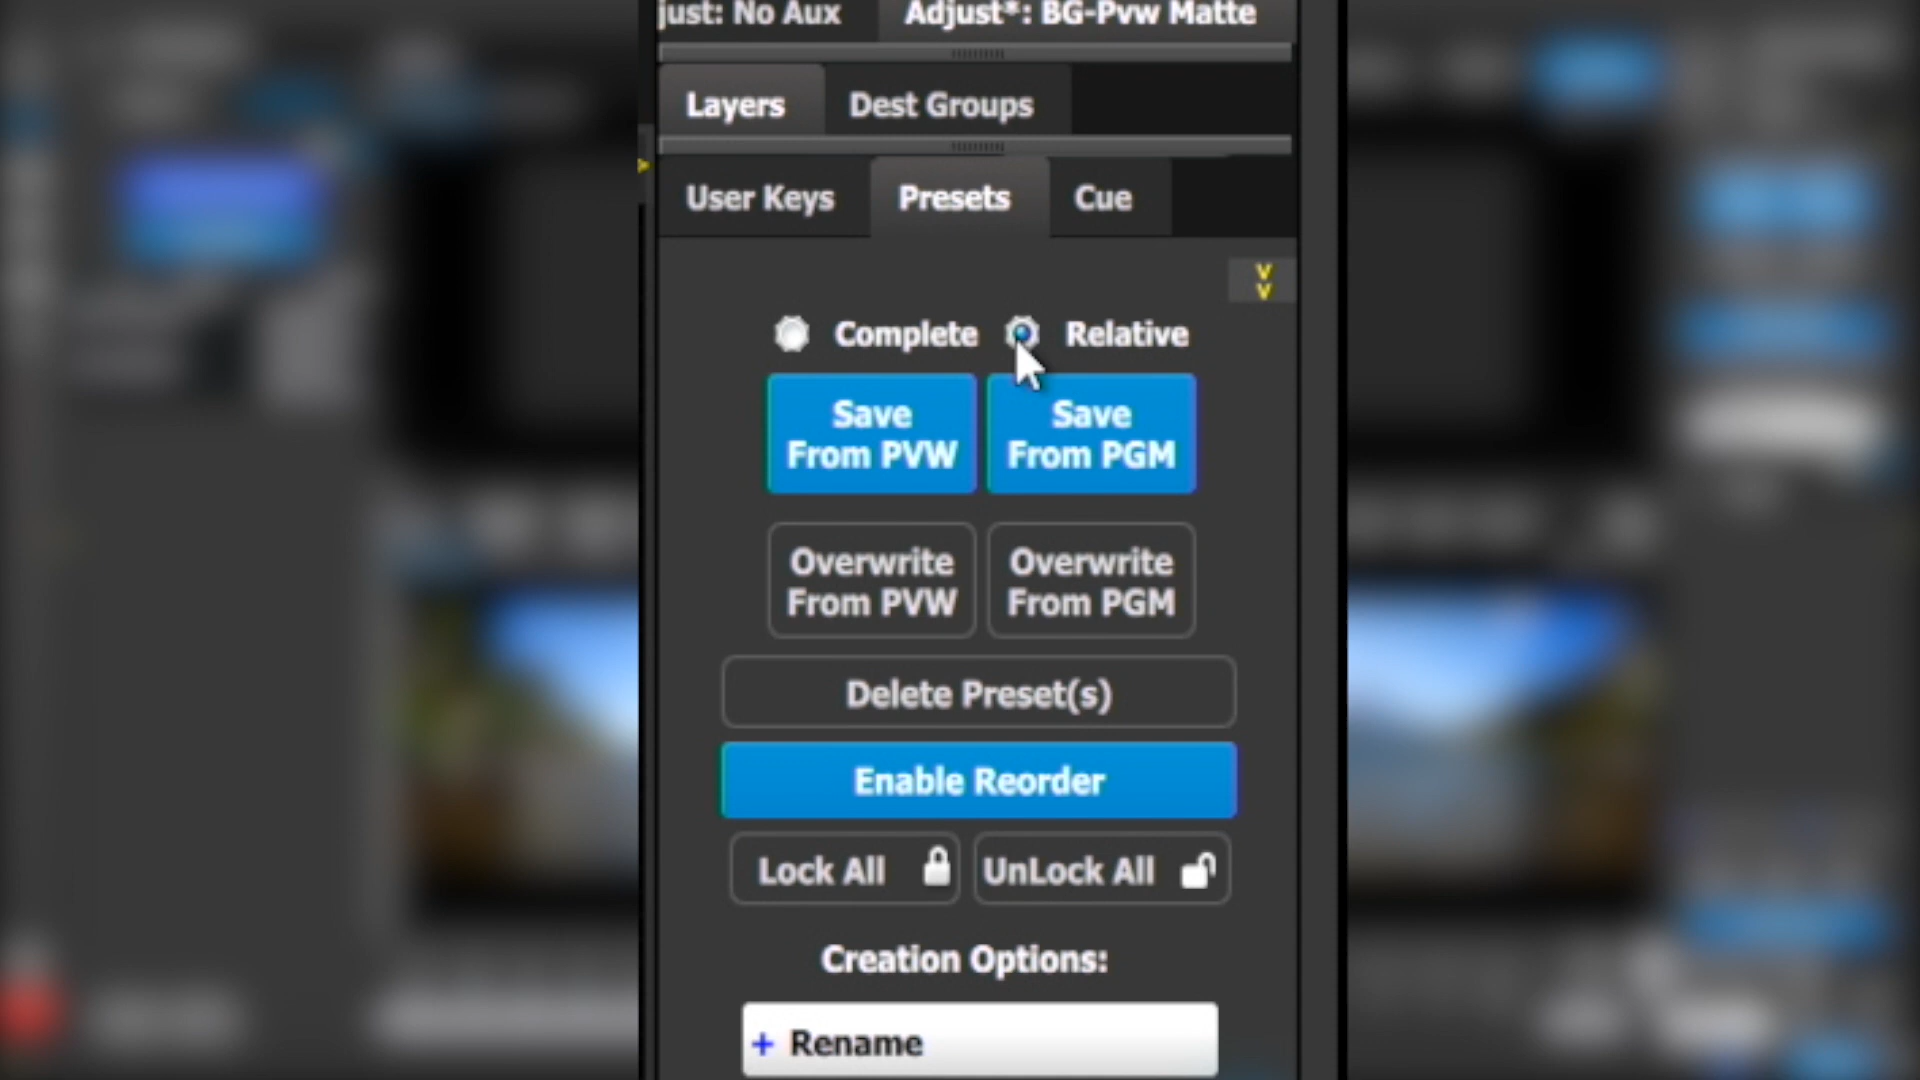 just: No Aux
Adjust*: BG-Pvw Matte
Layers
Dest Groups
User Keys
Presets
Cue
Complete
Relative
Save
From PVW
Save
From PGM
Overwrite
From PVW
Overwrite
From PGM
Delete Preset(s)
Enable Reorder
Lock All
UnLock All
Creation Options:
+ Rename